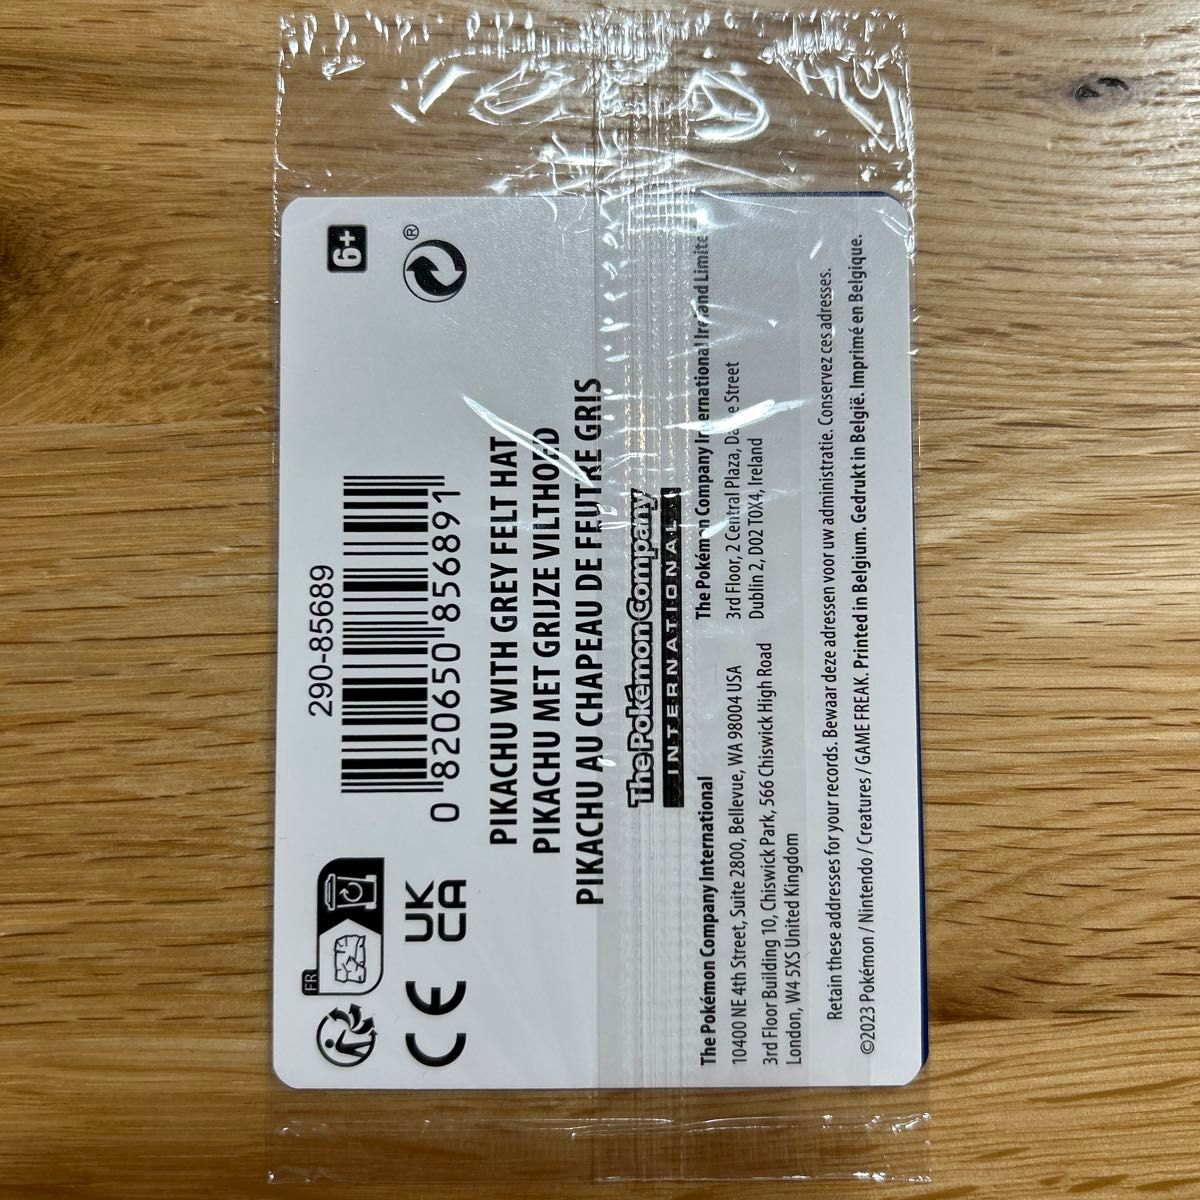 FR
290-85689
0 820650 856891
6+
®
CE
UK
CA
PIKACHU WITH GREY FELT HAT
PIKACHU MET GRIJZE VILTHOED
PIKACHU AU CHAPEAU DE FEUTRE GRIS
The Pokémon Company
INTERNATIONAL
The Pokémon Company International
10400 NE 4th Street, Suite 2800, Bellevue, WA 98004 USA
3rd Floor Building 10, Chiswick Park, 566 Chiswick High Road
London, W4 5XS United Kingdom
The Pokémon Company International Ireland Limited
3rd Floor, 2 Central Plaza, Dame Street
Dublin 2, D02 T0X4, Ireland
Retain these addresses for your records. Bewaar deze adressen voor uw administratie. Conservez ces adresses.
©2023 Pokémon / Nintendo / Creatures / GAME FREAK. Printed in Belgium. Gedrukt in België. Imprimé en Belgique.